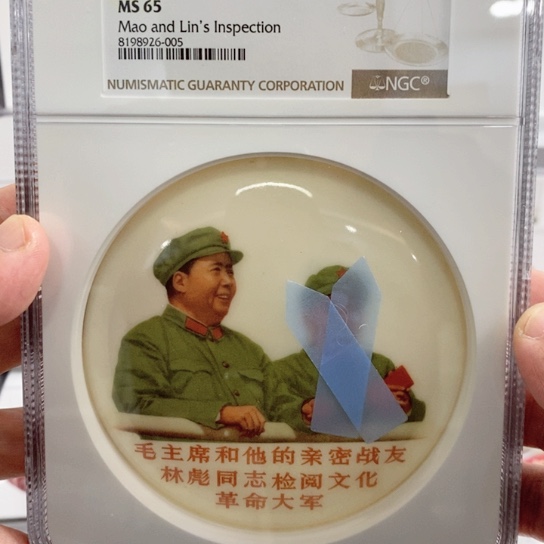 MS 65
Mao and Lin's Inspection
8198926-005
NUMISMATIC GUARANTY CORPORATION
NGC®
毛主席和他的亲密战友
林彪同志检阅文化
革命大军